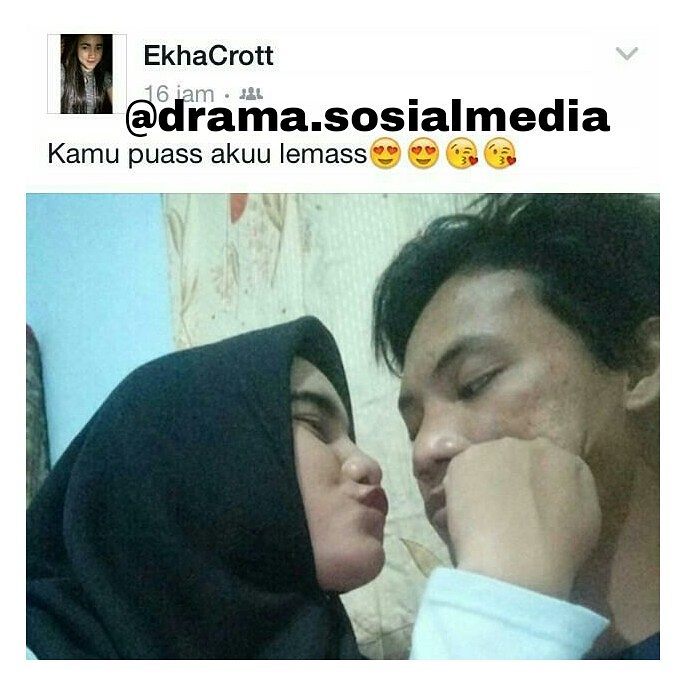 EkhaCrott
16 jam ·
@drama.sosialmedia
Kamu puass akuu lemass😍😍😘😘